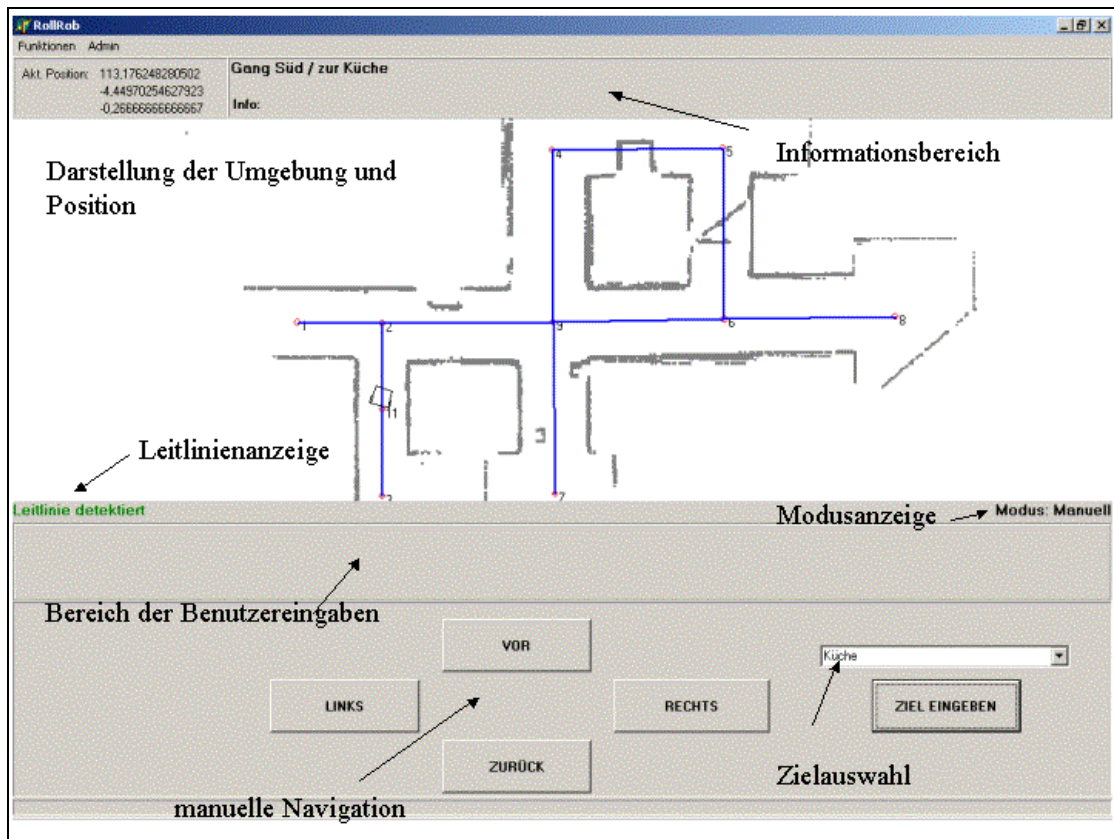 RollRob
Funktionen Admin
Akt. Position: 113,176248280502
-4,44970254627923
-0,26666666666667
Gang Süd / zur Küche
Info:
Informationsbereich
Darstellung der Umgebung und
Position
4
5
1
2
9
6
8
11
3
7
Leitlinienanzeige
Leitlinie detektiert
Modusanzeige
Modus: Manuell
Bereich der Benutzereingaben
VOR
Küche
LINKS
RECHTS
ZIEL EINGEBEN
ZURÜCK
Zielauswahl
manuelle Navigation